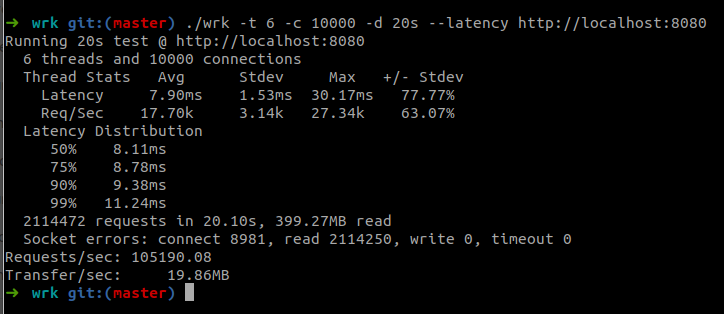 ➜ wrk git:(master) ./wrk -t 6 -c 10000 -d 20s --latency http://localhost:8080
Running 20s test @ http://localhost:8080
  6 threads and 10000 connections
  Thread Stats   Avg      Stdev     Max   +/- Stdev
    Latency     7.90ms    1.53ms  30.17ms   77.77%
    Req/Sec    17.70k     3.14k   27.34k    63.07%
  Latency Distribution
     50%    8.11ms
     75%    8.78ms
     90%    9.38ms
     99%   11.24ms
  2114472 requests in 20.10s, 399.27MB read
  Socket errors: connect 8981, read 2114250, write 0, timeout 0
Requests/sec: 105190.08
Transfer/sec:     19.86MB
➜ wrk git:(master)